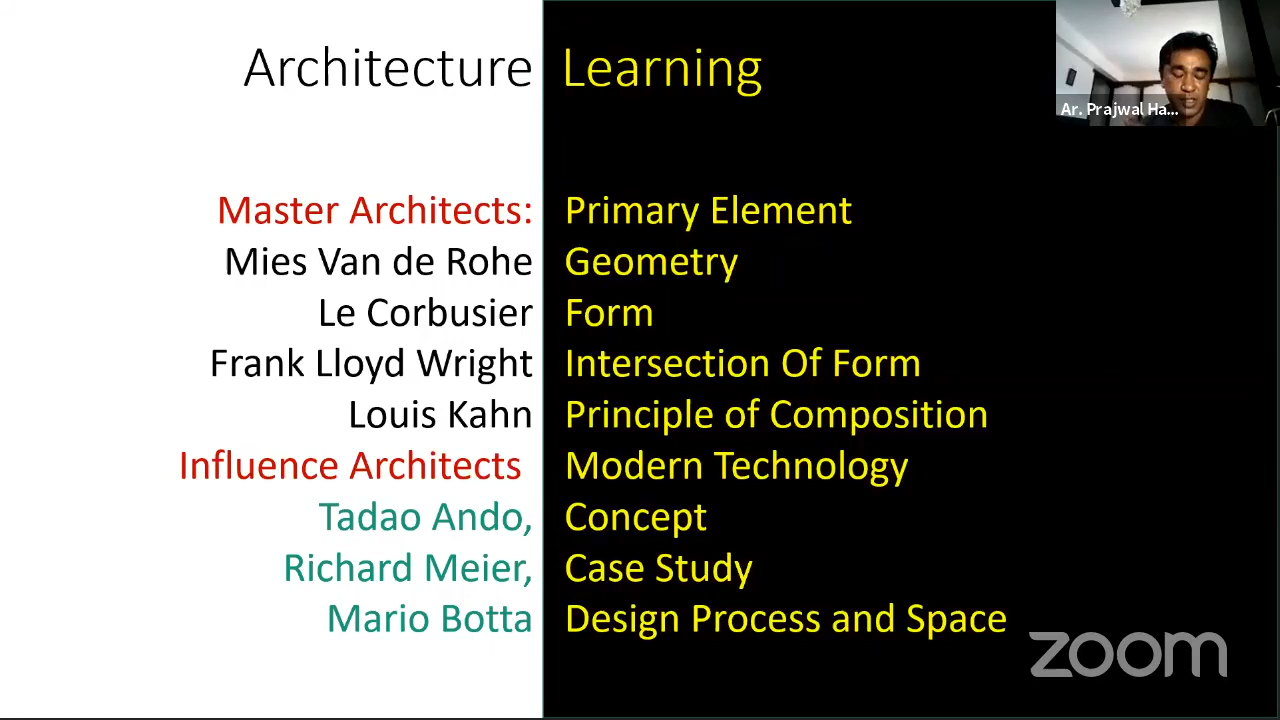 Architecture Learning
Ar. Prajwal Ha...
Master Architects: Primary Element
Mies Van de Rohe Geometry
Le Corbusier Form
Frank Lloyd Wright Intersection Of Form
Louis Kahn Principle of Composition
Influence Architects Modern Technology
Tadao Ando, Concept
Richard Meier, Case Study
Mario Botta Design Process and Space
zoom